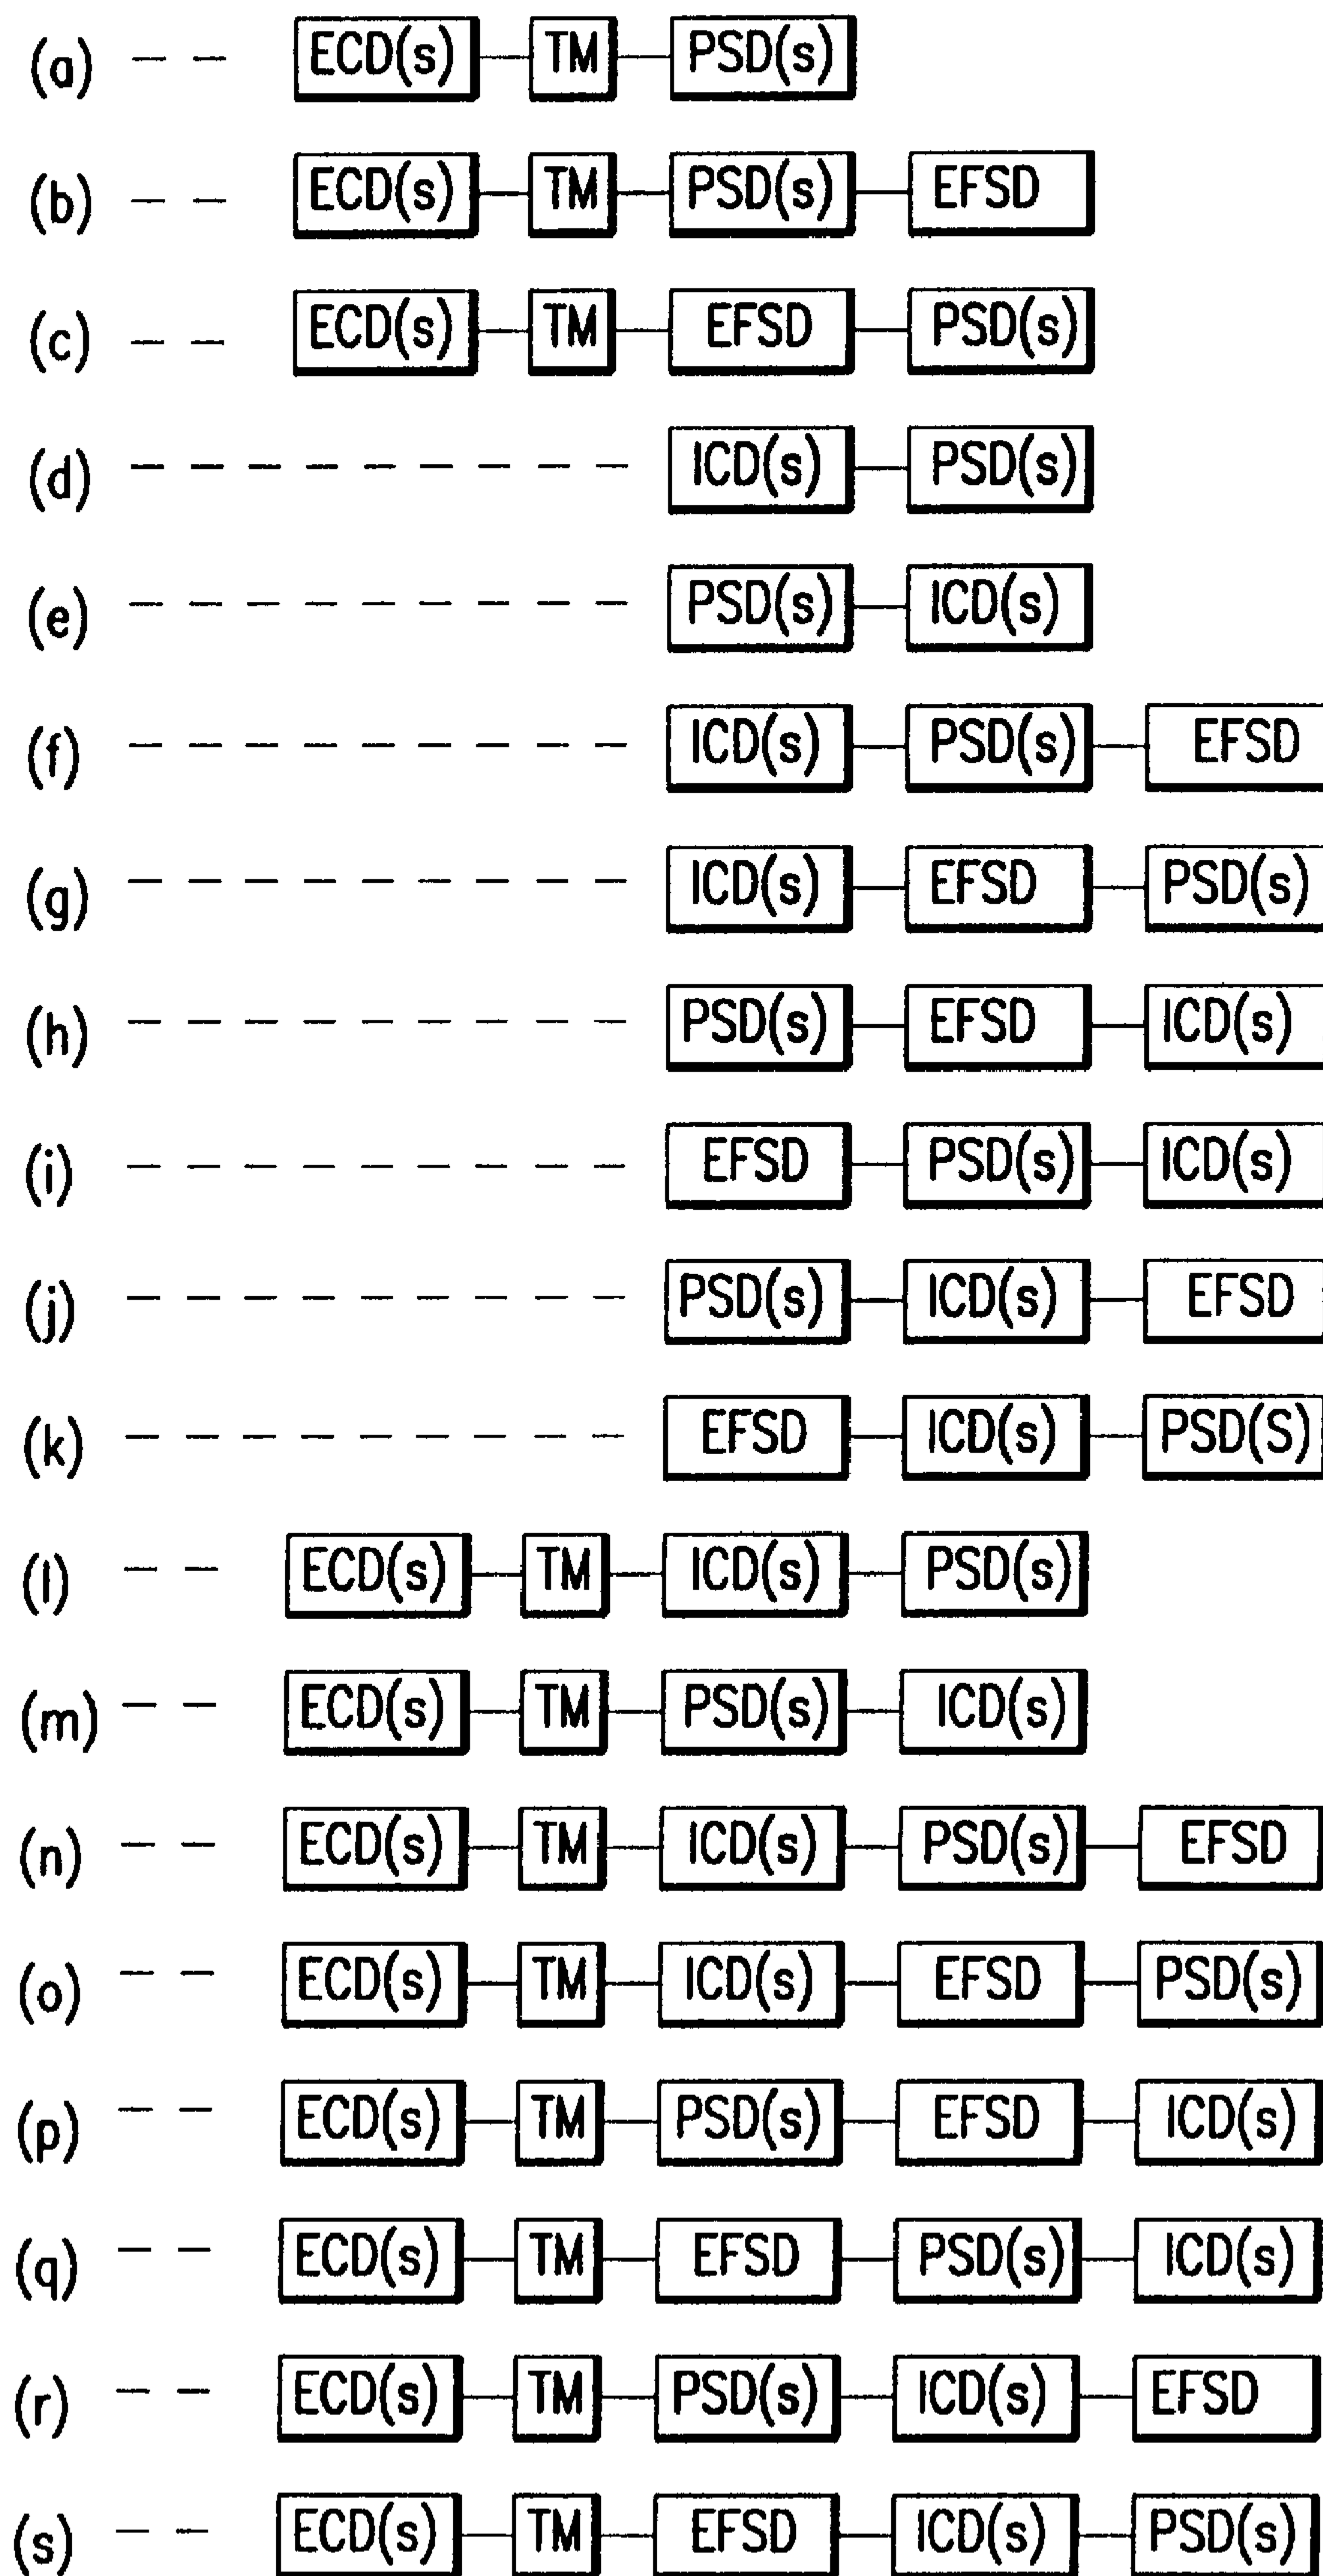 (a) ECD(s) TM PSD(s)
(b) ECD(s) TM PSD(s) EFSD
(c) ECD(s) TM EFSD PSD(s)
(d) ICD(s) PSD(s)
(e) PSD(s) ICD(s)
(f) ICD(s) PSD(s) EFSD
(g) ICD(s) EFSD PSD(s)
(h) PSD(s) EFSD ICD(s)
(i) EFSD PSD(s) ICD(s)
(j) PSD(s) ICD(s) EFSD
(k) EFSD ICD(s) PSD(S)
(l) ECD(s) TM ICD(s) PSD(s)
(m) ECD(s) TM PSD(s) ICD(s)
(n) ECD(s) TM ICD(s) PSD(s) EFSD
(o) ECD(s) TM ICD(s) EFSD PSD(s)
(p) ECD(s) TM PSD(s) EFSD ICD(s)
(q) ECD(s) TM EFSD PSD(s) ICD(s)
(r) ECD(s) TM PSD(s) ICD(s) EFSD
(s) ECD(s) TM EFSD ICD(s) PSD(s)